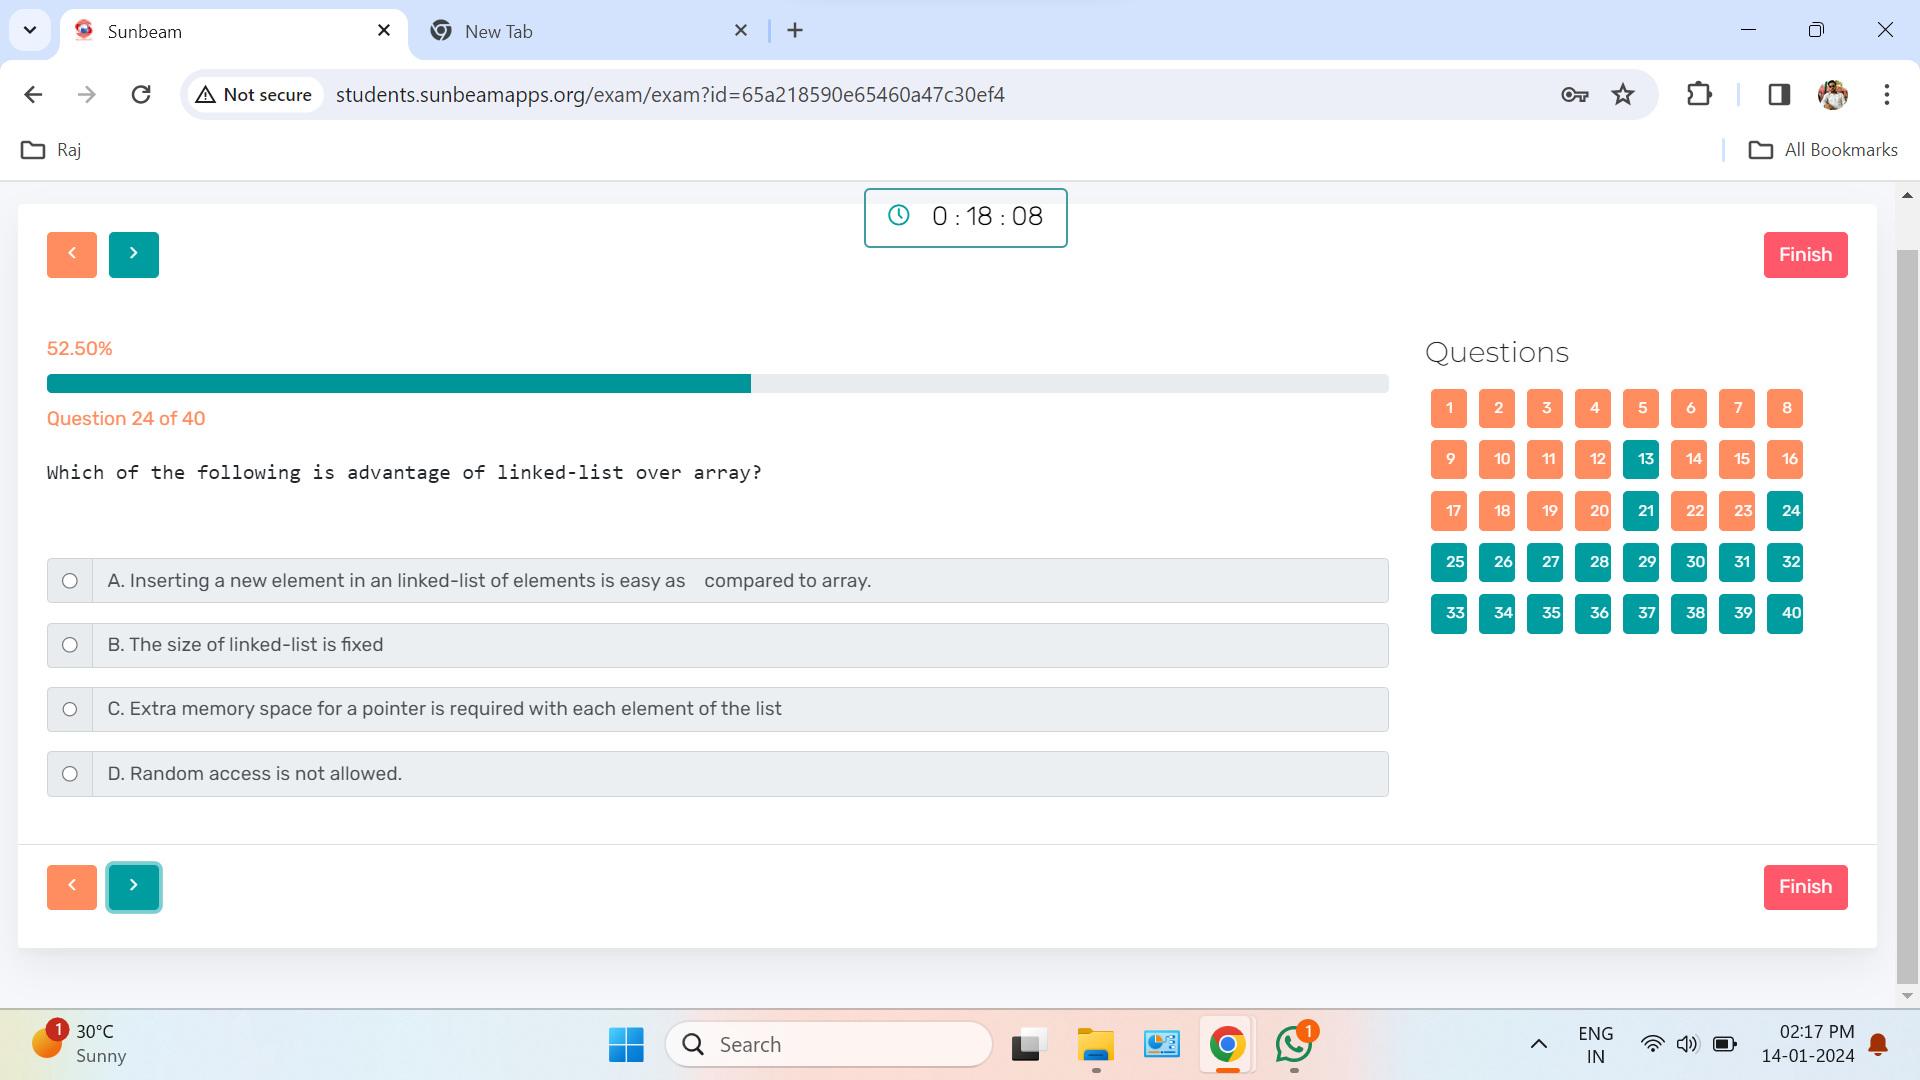 Sunbeam
New Tab
Not secure
students.sunbeamapps.org/exam/exam?id=65a218590e65460a47c30ef4
Raj
All Bookmarks
0 : 18 : 08
Finish
52.50%
Question 24 of 40
Which of the following is advantage of linked-list over array?
A. Inserting a new element in an linked-list of elements is easy as compared to array.
B. The size of linked-list is fixed
C. Extra memory space for a pointer is required with each element of the list
D. Random access is not allowed.
Questions
1 2 3 4 5 6 7 8
9 10 11 12 13 14 15 16
17 18 19 20 21 22 23 24
25 26 27 28 29 30 31 32
33 34 35 36 37 38 39 40
Finish
1
30°C
Sunny
Search
1
ENG
IN
02:17 PM
14-01-2024